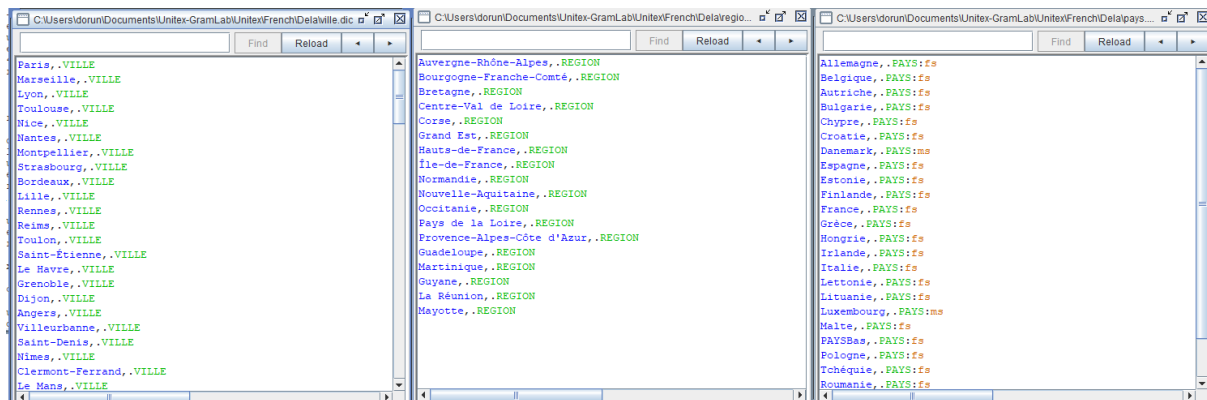 C:\Users\dorun\Documents\Unitex-GramLab\Unitex\French\Dela\ville.dic
Find Reload
Paris,.VILLE
Marseille,.VILLE
Lyon,.VILLE
Toulouse,.VILLE
Nice,.VILLE
Nantes,.VILLE
Montpellier,.VILLE
Strasbourg,.VILLE
Bordeaux,.VILLE
Lille,.VILLE
Rennes,.VILLE
Reims,.VILLE
Toulon,.VILLE
Saint-Étienne,.VILLE
Le Havre,.VILLE
Grenoble,.VILLE
Dijon,.VILLE
Angers,.VILLE
Villeurbanne,.VILLE
Saint-Denis,.VILLE
Nîmes,.VILLE
Clermont-Ferrand,.VILLE
Le Mans,.VILLE
C:\Users\dorun\Documents\Unitex-GramLab\Unitex\French\Dela\regio...
Find Reload
Auvergne-Rhône-Alpes,.REGION
Bourgogne-Franche-Comté,.REGION
Bretagne,.REGION
Centre-Val de Loire,.REGION
Corse,.REGION
Grand Est,.REGION
Hauts-de-France,.REGION
Île-de-France,.REGION
Normandie,.REGION
Nouvelle-Aquitaine,.REGION
Occitanie,.REGION
Pays de la Loire,.REGION
Provence-Alpes-Côte d'Azur,.REGION
Guadeloupe,.REGION
Martinique,.REGION
Guyane,.REGION
La Réunion,.REGION
Mayotte,.REGION
C:\Users\dorun\Documents\Unitex-GramLab\Unitex\French\Dela\pays....
Find Reload
Allemagne,.PAYS:fs
Belgique,.PAYS:fs
Autriche,.PAYS:fs
Bulgarie,.PAYS:fs
Chypre,.PAYS:fs
Croatie,.PAYS:fs
Danemark,.PAYS:ms
Espagne,.PAYS:fs
Estonie,.PAYS:fs
Finlande,.PAYS:fs
France,.PAYS:fs
Grèce,.PAYS:fs
Hongrie,.PAYS:fs
Irlande,.PAYS:fs
Italie,.PAYS:fs
Lettonie,.PAYS:fs
Lituanie,.PAYS:fs
Luxembourg,.PAYS:ms
Malte,.PAYS:fs
PAYSBas,.PAYS:fs
Pologne,.PAYS:fs
Tchéquie,.PAYS:fs
Roumanie,.PAYS:fs